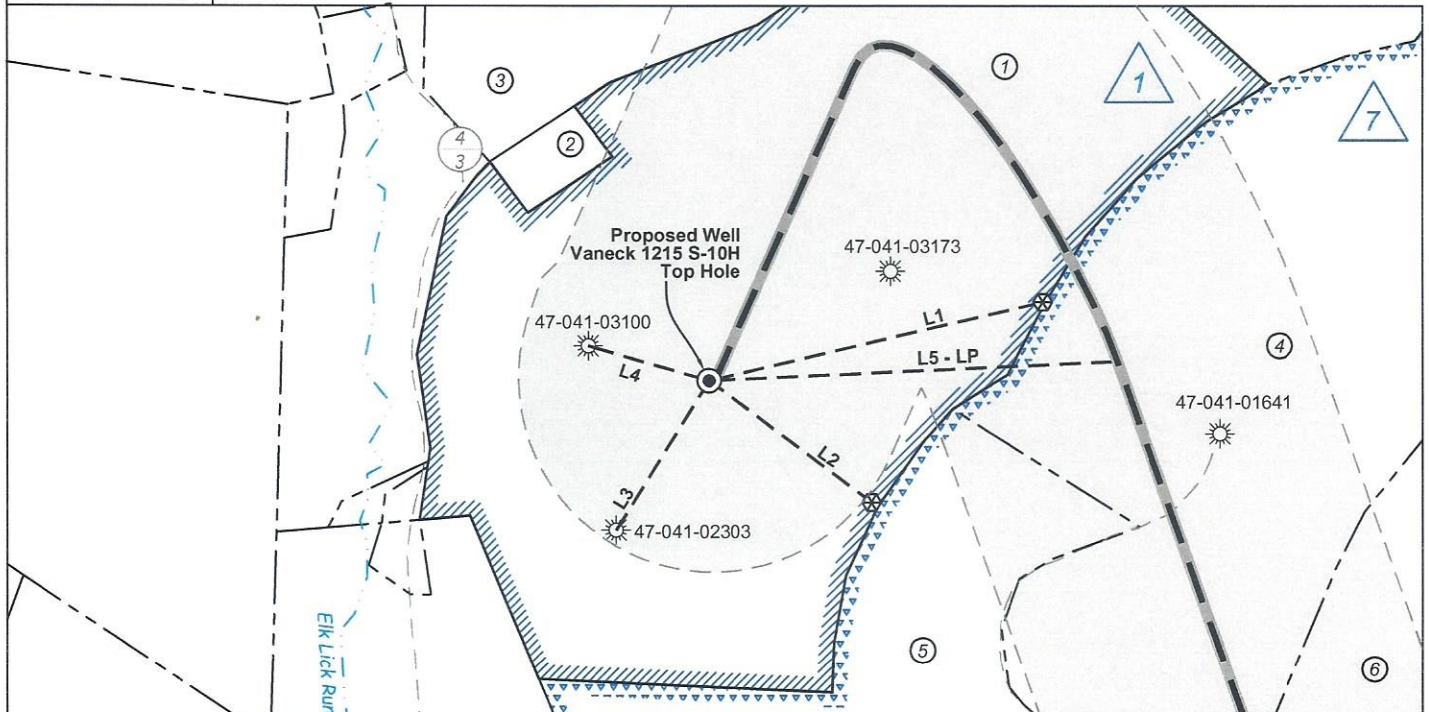 3
1
1
7
4
3
2
Proposed Well
Vaneck 1215 S-10H
Top Hole
47-041-03173
47-041-03100
L1
L4
L5 - LP
4
47-041-01641
L2
L3
47-041-02303
Elk Lick Run
5
6